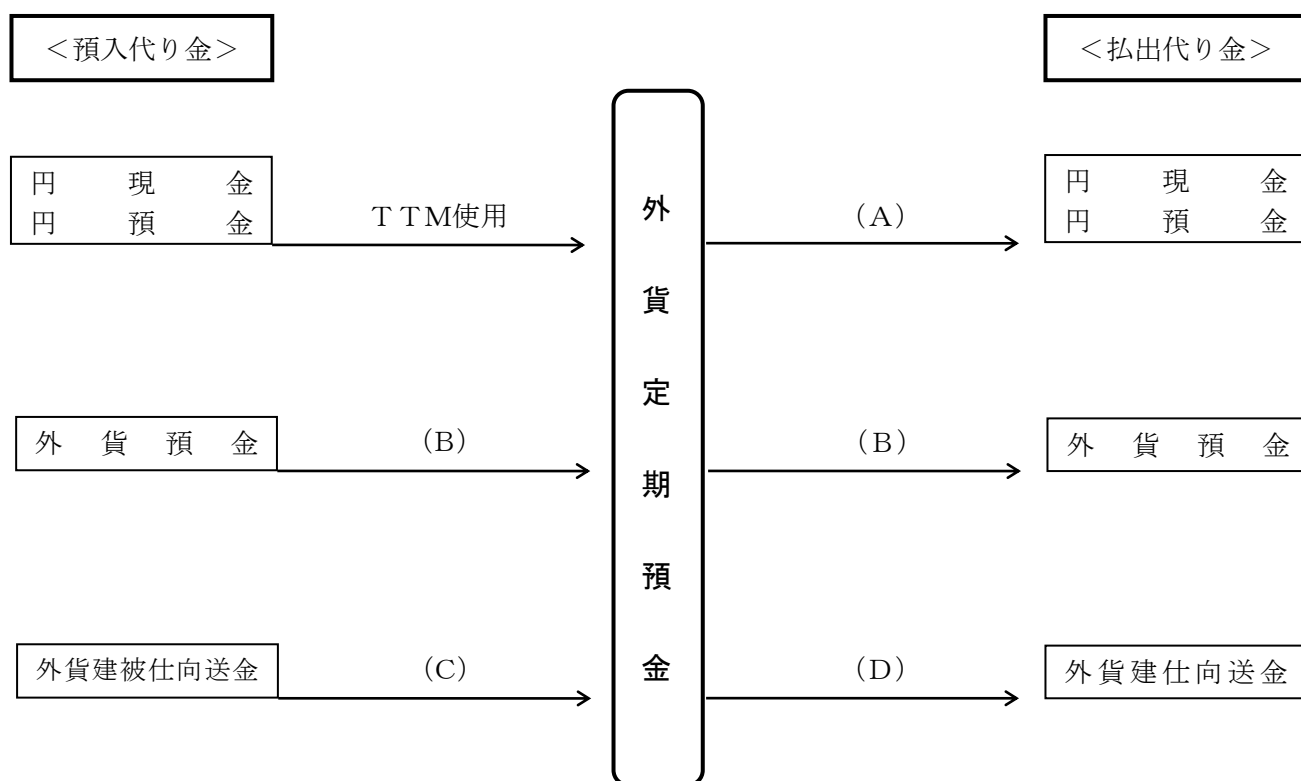 ＜預入代り金＞
＜払出代り金＞
円現金
円預金
ＴＴＭ使用
外貨定期預金
（Ａ）
円現金
円預金
外貨預金
（Ｂ）
（Ｂ）
外貨預金
外貨建被仕向送金
（Ｃ）
（Ｄ）
外貨建仕向送金